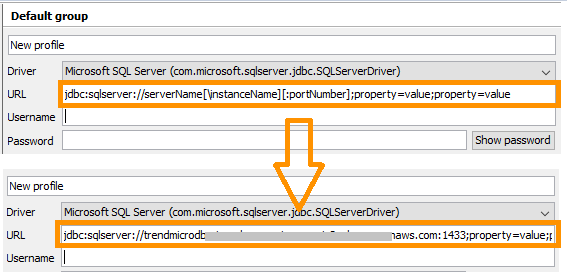 Default group
New profile
Driver Microsoft SQL Server (com.microsoft.sqlserver.jdbc.SQLServerDriver)
URL jdbc:sqlserver://serverName[\instanceName][:portNumber];property=value;property=value
Username
Password Show password
New profile
Driver Microsoft SQL Server (com.microsoft.sqlserver.jdbc.SQLServerDriver)
URL jdbc:sqlserver://trendmicrodb naws.com:1433;property=value;p
Username